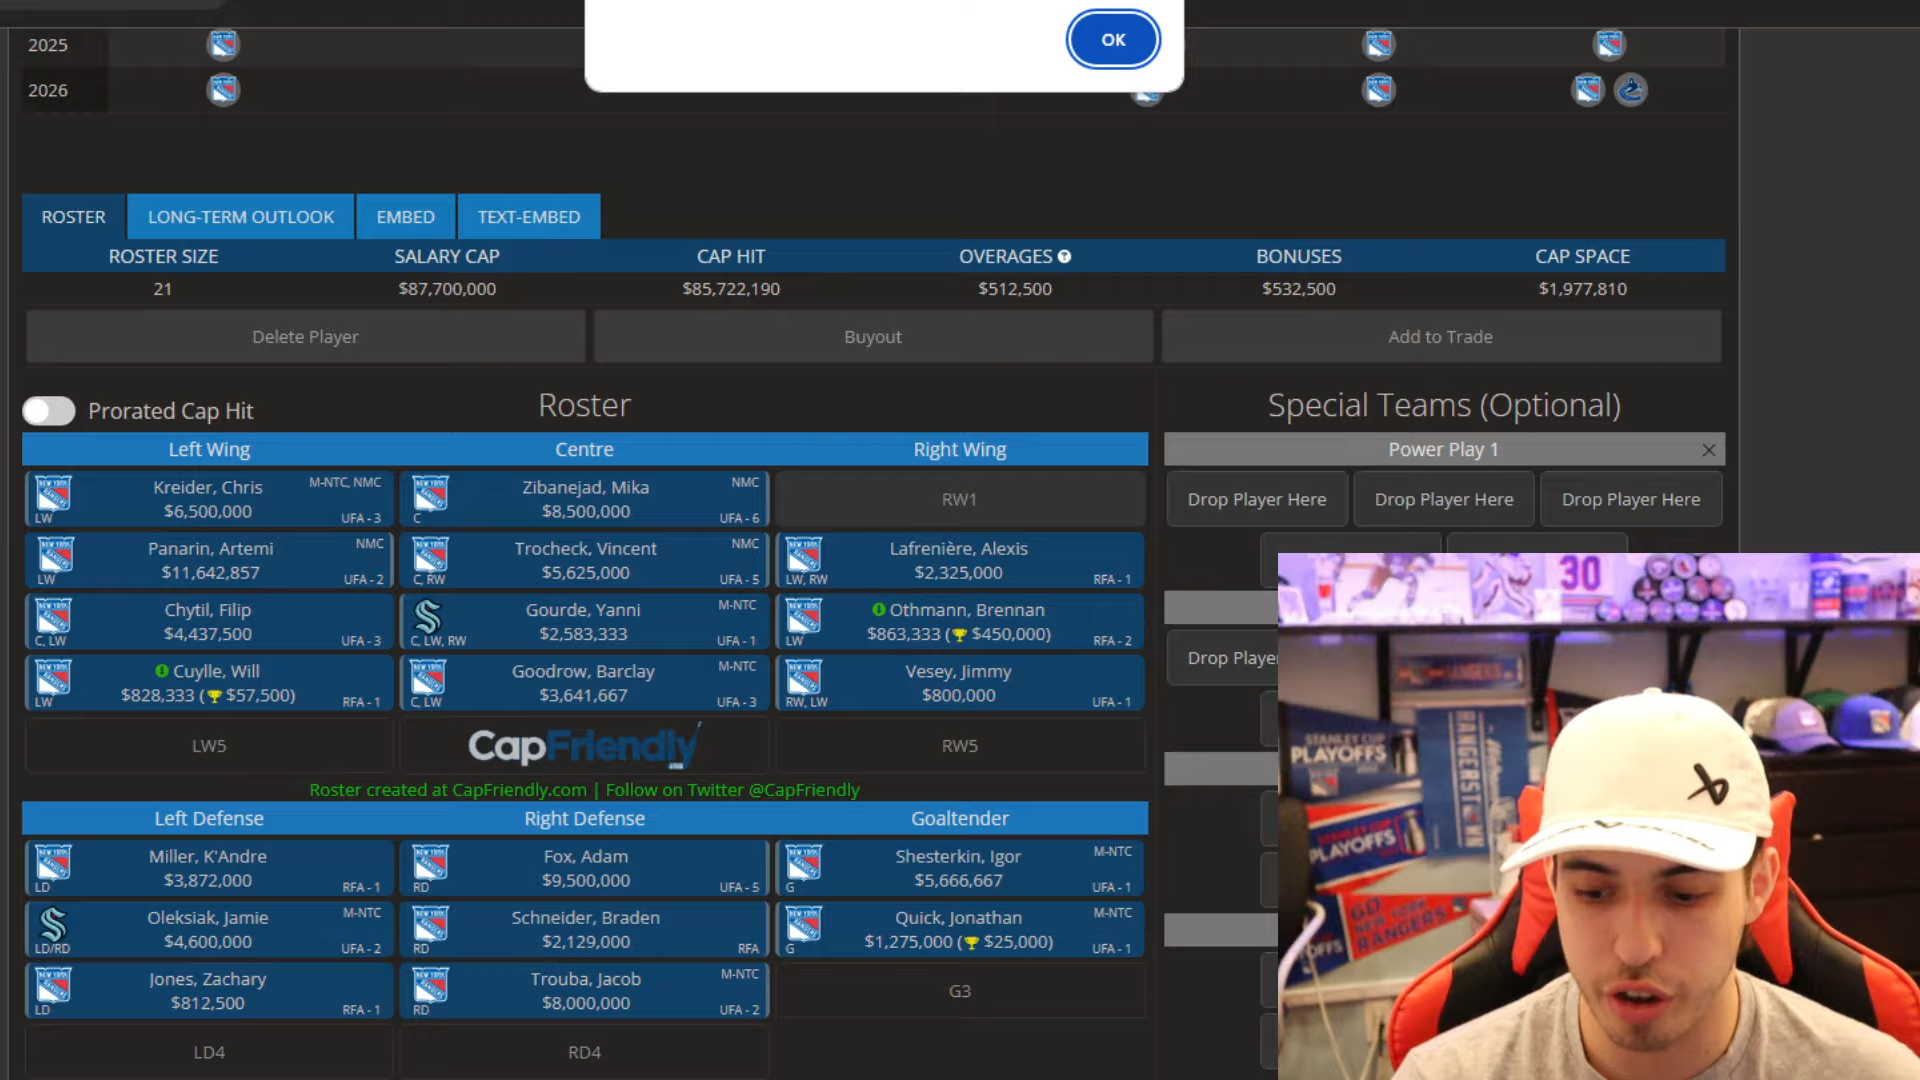 OK
2025
2026
ROSTER LONG-TERM OUTLOOK EMBED TEXT-EMBED
ROSTER SIZE SALARY CAP CAP HIT OVERAGES BONUSES CAP SPACE
21 $87,700,000 $85,722,190 $512,500 $532,500 $1,977,810
Delete Player Buyout Add to Trade
Prorated Cap Hit Roster Special Teams (Optional)
Left Wing Centre Right Wing Power Play 1
Kreider, Chris M-NTC, NMC
$6,500,000
LW UFA - 3
Zibanejad, Mika NMC
$8,500,000
C UFA - 6
RW1
Drop Player Here Drop Player Here Drop Player Here
Panarin, Artemi NMC
$11,642,857
LW UFA - 2
Trocheck, Vincent NMC
$5,625,000
C, RW UFA - 5
Lafrenière, Alexis
$2,325,000
LW, RW RFA - 1
Chytil, Filip
$4,437,500
C, LW UFA - 3
Gourde, Yanni M-NTC
$2,583,333
C, LW, RW UFA - 1
Othmann, Brennan
$863,333 ($450,000)
LW RFA - 2
Drop Player
Cuylle, Will
$828,333 ($57,500)
LW RFA - 1
Goodrow, Barclay M-NTC
$3,641,667
C, LW UFA - 3
Vesey, Jimmy
$800,000
RW, LW UFA - 1
LW5 CapFriendly RW5
Roster created at CapFriendly.com | Follow on Twitter @CapFriendly
Left Defense Right Defense Goaltender
Miller, K'Andre
$3,872,000
LD RFA - 1
Fox, Adam
$9,500,000
RD UFA - 5
Shesterkin, Igor M-NTC
$5,666,667
G UFA - 1
Oleksiak, Jamie M-NTC
$4,600,000
LD/RD UFA - 2
Schneider, Braden
$2,129,000
RD RFA
Quick, Jonathan M-NTC
$1,275,000 ($25,000)
G UFA - 1
Jones, Zachary
$812,500
LD RFA - 1
Trouba, Jacob M-NTC
$8,000,000
RD UFA - 2
G3
LD4 RD4
30
RANGERS
STANLEY CUP
PLAYOFFS
PLAYOFFS
GO
RANGERS